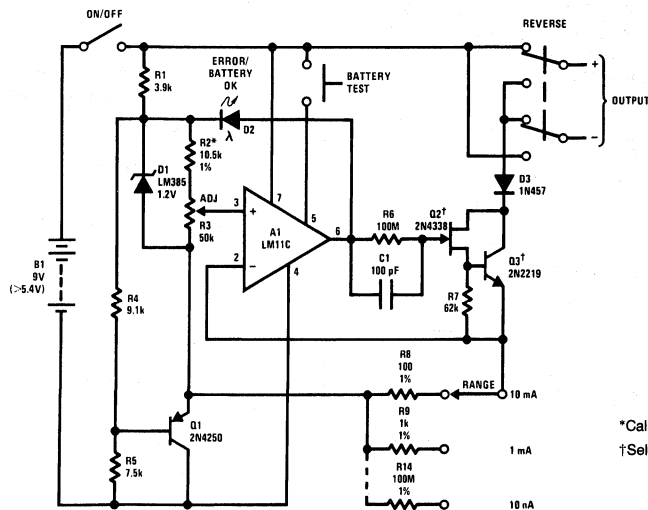 ON/OFF
REVERSE
R1
3.9k
ERROR/
BATTERY
OK
BATTERY
TEST
+
OUTPUT
−
λ
D2
R2*
10.5k
1%
D1
LM385
1.2V
D3
1N457
ADJ
R3
50k
3
+
7
A1
LM11C
5
6
2
−
4
R6
100M
C1
100 pF
Q2†
2N4338
Q3†
2N2219
R7
62k
B1
9V
(>5.4V)
R4
9.1k
R8
100
1%
RANGE
10 mA
R9
1k
1%
1 mA
R14
100M
1%
10 nA
Q1
2N4250
R5
7.5k
*Cal
†Sel